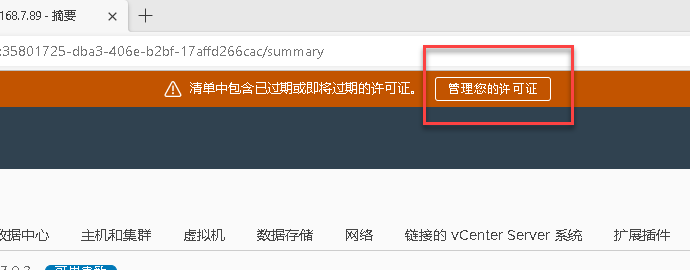 168.7.89 - 摘要
:35801725-dba3-406e-b2bf-17affd266cac/summary
清单中包含已过期或即将过期的许可证。 管理您的许可证
数据中心 主机和集群 虚拟机 数据存储 网络 链接的 vCenter Server 系统 扩展插件